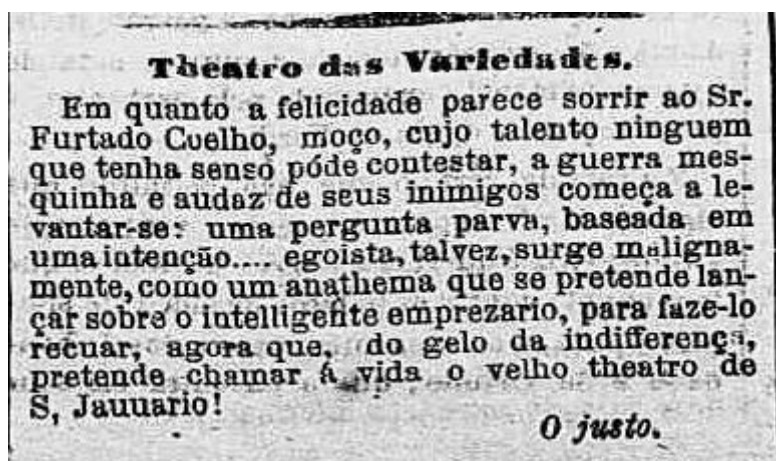 Theatro das Variedades.
Em quanto a felicidade parece sorrir ao Sr.
Furtado Cuelho, moço, cujo talento ninguem
que tenha senso póde contestar, a guerra mes-
quinha e audaz de seus inimigos começa a le-
vantar-se: uma pergunta parva, baseada em
uma intenção.... egoista, talvez, surge maligna-
mente, como um anathema que se pretende lan-
çar sobre o intelligente emprezario, para faze-lo
recuar, agora que, do gelo da indifferença,
pretende chamar á vida o velho theatro de
S, Jauuario!
O justo.